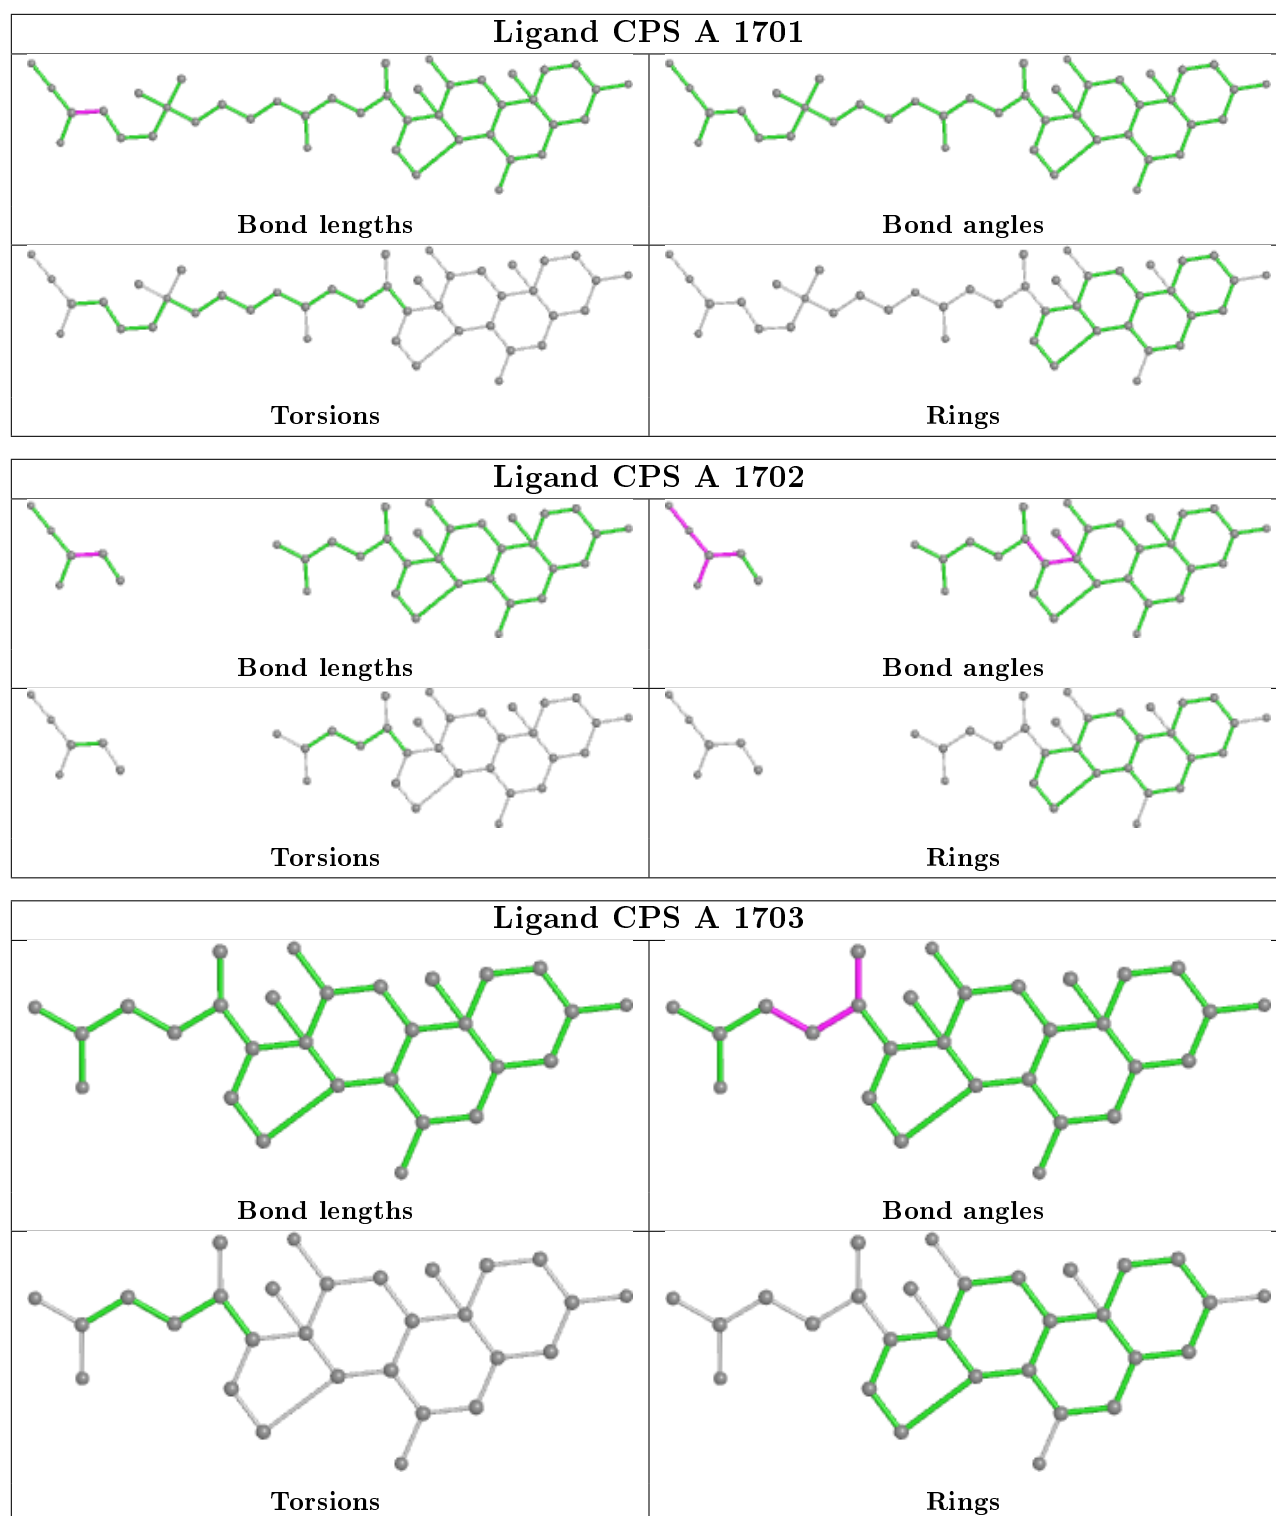 Ligand CPS A 1701
Bond lengths
Bond angles
Torsions
Rings
Ligand CPS A 1702
Bond lengths
Bond angles
Torsions
Rings
Ligand CPS A 1703
Bond lengths
Bond angles
Torsions
Rings